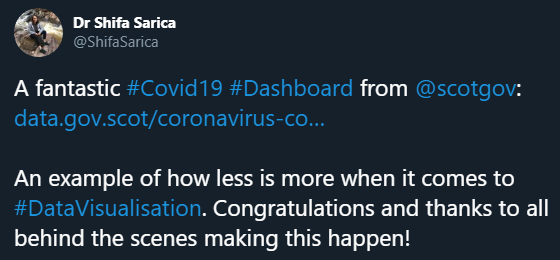 Dr Shifa Sarica
@ShifaSarica
A fantastic #Covid19 #Dashboard from @scotgov:
data.gov.scot/coronavirus-co…
An example of how less is more when it comes to
#DataVisualisation. Congratulations and thanks to all
behind the scenes making this happen!